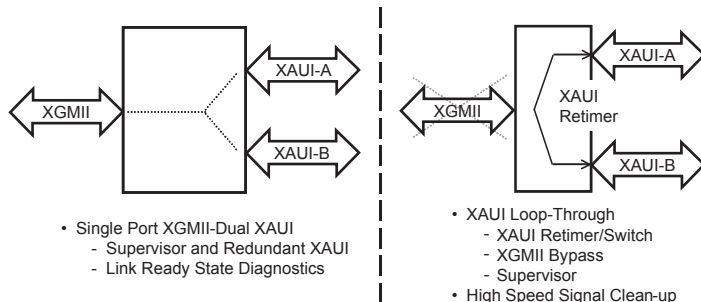 XAUI-A
XGMII
XAUI-B
• Single Port XGMII-Dual XAUI
- Supervisor and Redundant XAUI
- Link Ready State Diagnostics
XAUI-A
XGMII
XAUI
Retimer
XAUI-B
• XAUI Loop-Through
- XAUI Retimer/Switch
- XGMII Bypass
- Supervisor
• High Speed Signal Clean-up